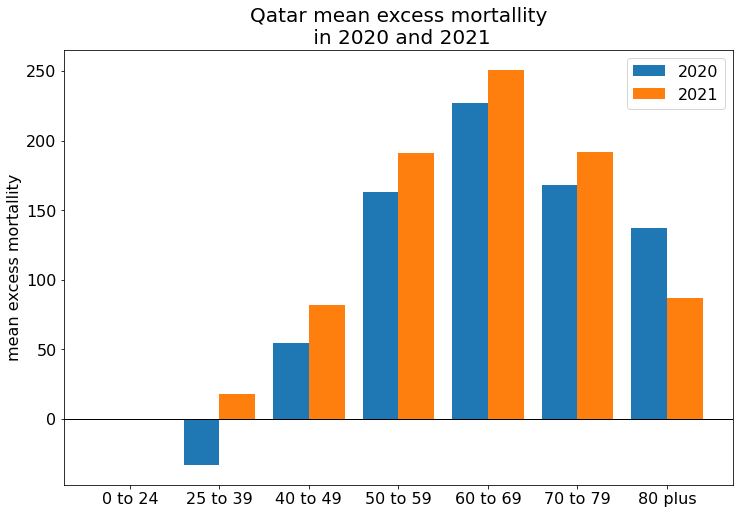 Qatar mean excess mortallity
in 2020 and 2021
2020
2021
mean excess mortallity
250
200
150
100
50
0
0 to 24
25 to 39
40 to 49
50 to 59
60 to 69
70 to 79
80 plus